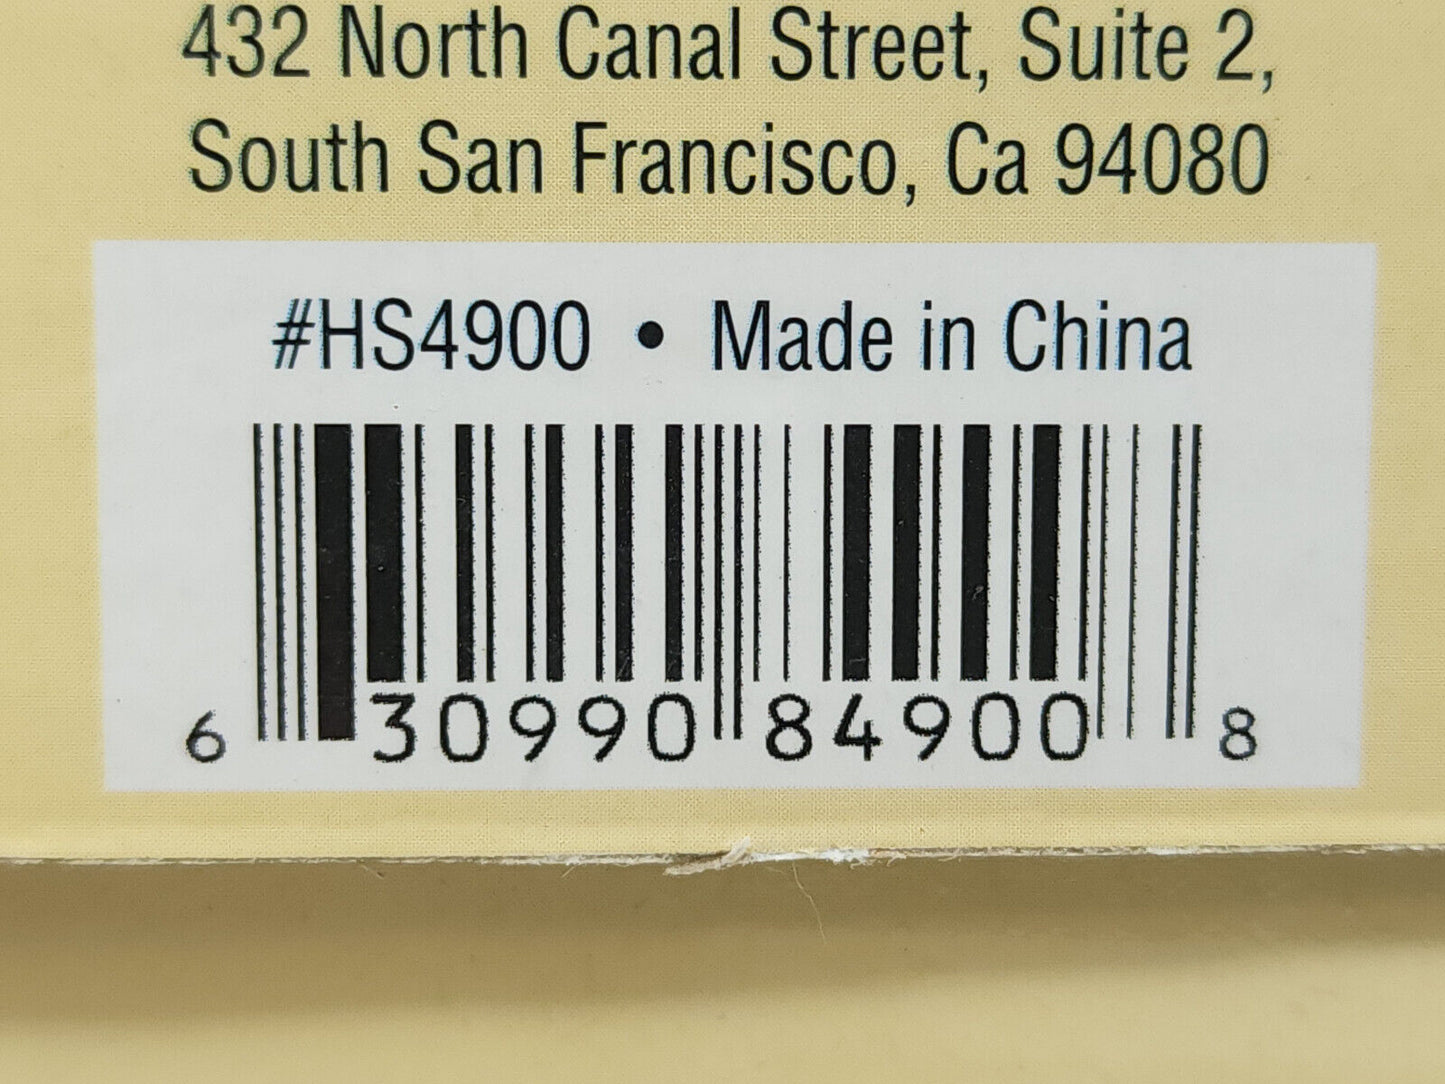 432 North Canal Street, Suite 2,
South San Francisco, Ca 94080
#HS4900 • Made in China
6 30990 84900 8